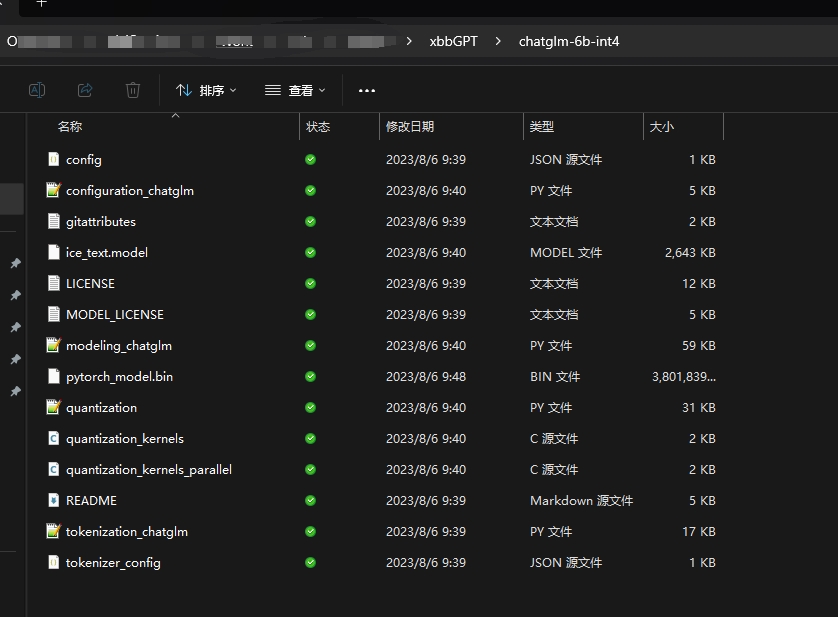 xbbGPT > chatglm-6b-int4
排序 查看 ...
名称 状态 修改日期 类型 大小
config 2023/8/6 9:39 JSON 源文件 1 KB
configuration_chatglm 2023/8/6 9:40 PY 文件 5 KB
gitattributes 2023/8/6 9:39 文本文档 2 KB
ice_text.model 2023/8/6 9:40 MODEL 文件 2,643 KB
LICENSE 2023/8/6 9:39 文本文档 12 KB
MODEL_LICENSE 2023/8/6 9:39 文本文档 5 KB
modeling_chatglm 2023/8/6 9:40 PY 文件 59 KB
pytorch_model.bin 2023/8/6 9:48 BIN 文件 3,801,839...
quantization 2023/8/6 9:40 PY 文件 31 KB
quantization_kernels 2023/8/6 9:40 C 源文件 2 KB
quantization_kernels_parallel 2023/8/6 9:40 C 源文件 2 KB
README 2023/8/6 9:39 Markdown 源文件 5 KB
tokenization_chatglm 2023/8/6 9:39 PY 文件 17 KB
tokenizer_config 2023/8/6 9:39 JSON 源文件 1 KB